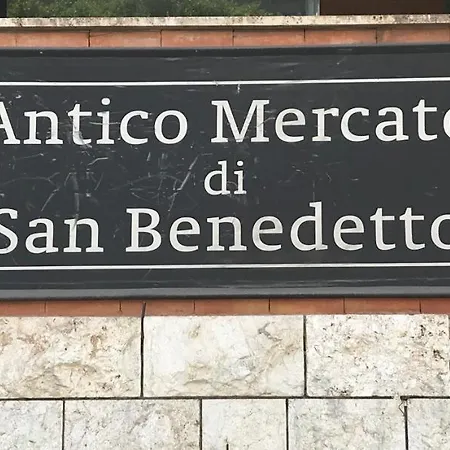 Antico Mercato
di
San Benedetto